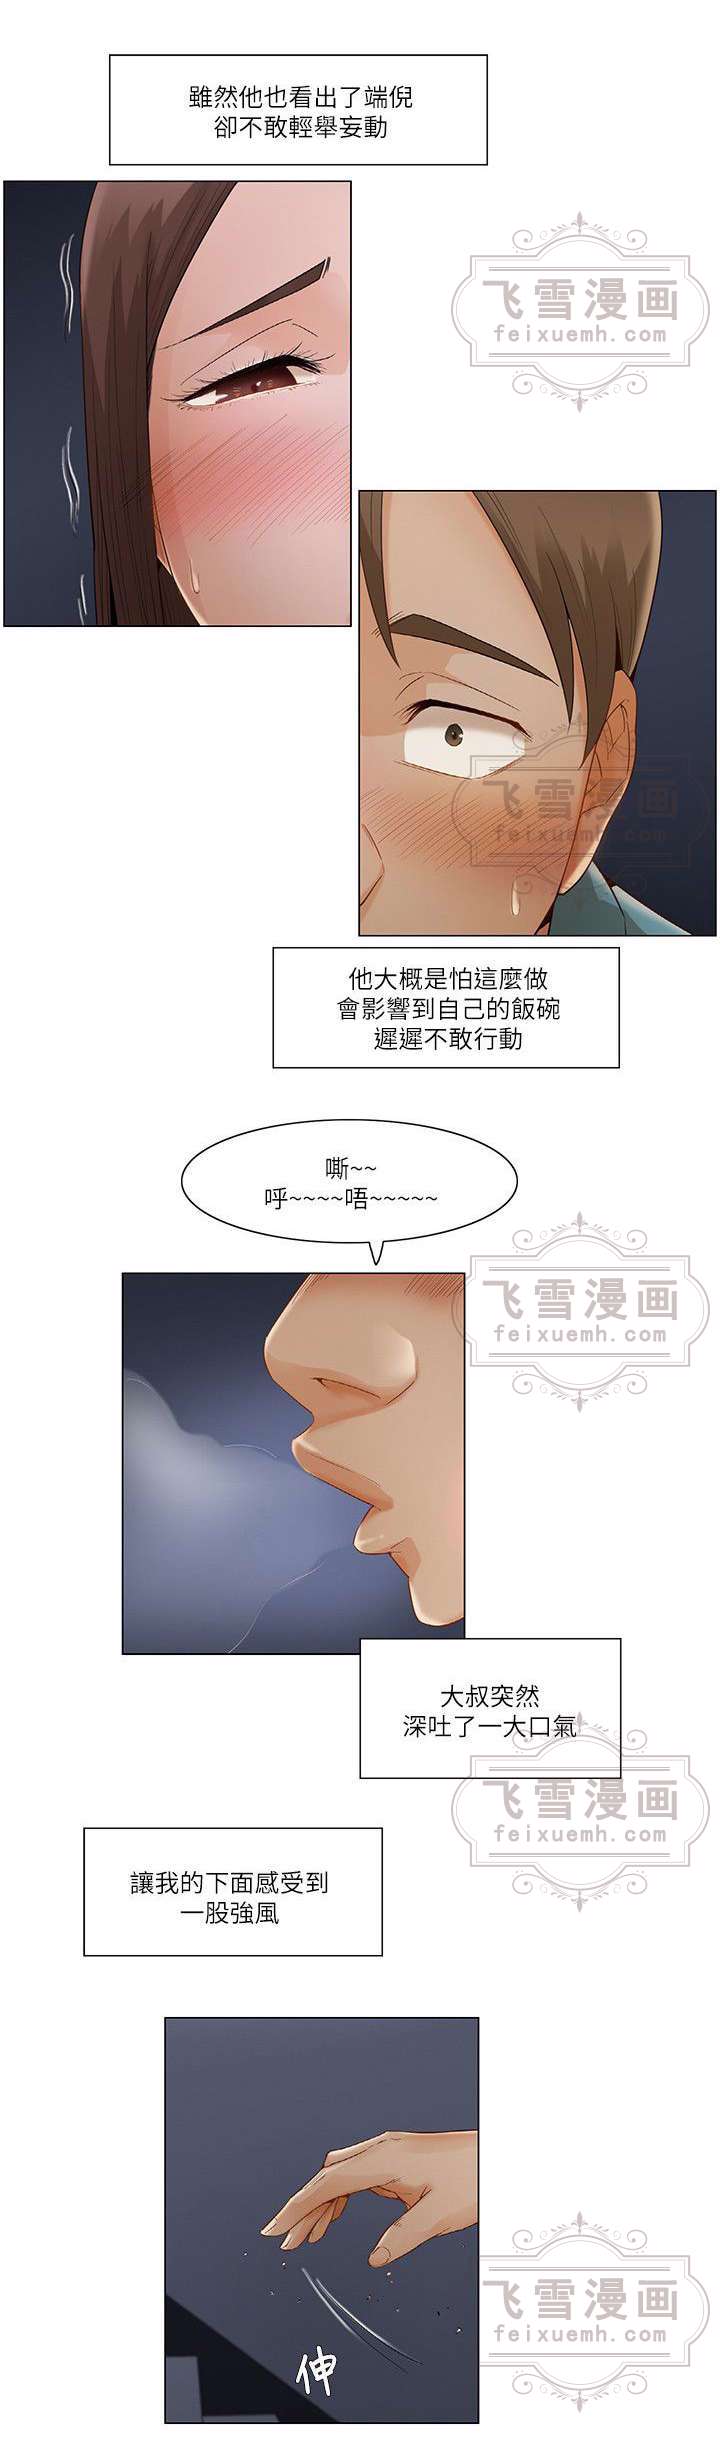 雖然他也看出了端倪
卻不敢輕舉妄動
飞雪漫画
feixuemh.com
飞雪漫画
feixuemh.com
他大概是怕這麼做
會影響到自己的飯碗
遲遲不敢行動
嘶~~
呼~~~~唔~~~~~
飞雪漫画
feixuemh.com
大叔突然
深吐了一大口氣
飞雪漫画
feixuemh.com
讓我的下面感受到
一股強風
飞雪漫画
feixuemh.com
伸